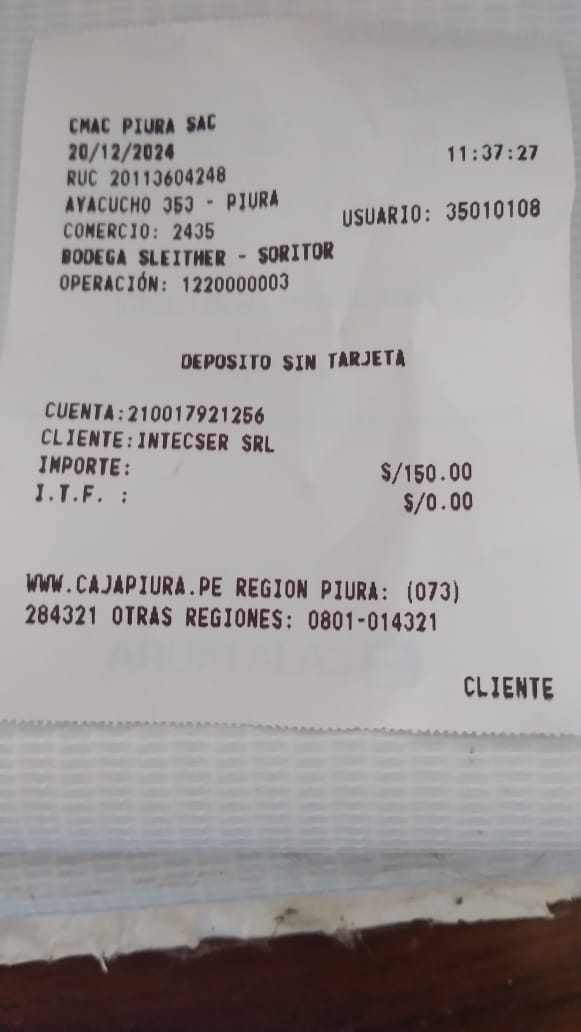 CMAC PIURA SAC
20/12/2024 11:37:27
RUC 20113604248
AYACUCHO 353 - PIURA
COMERCIO: 2435 USUARIO: 35010108
BODEGA SLEITHER - SORITOR
OPERACIÓN: 1220000003
DEPOSITO SIN TARJETA
CUENTA:210017921256
CLIENTE:INTECSER SRL
IMPORTE: S/150.00
I.T.F. : S/0.00
WWW.CAJAPIURA.PE REGION PIURA: (073)
284321 OTRAS REGIONES: 0801-014321
CLIENTE